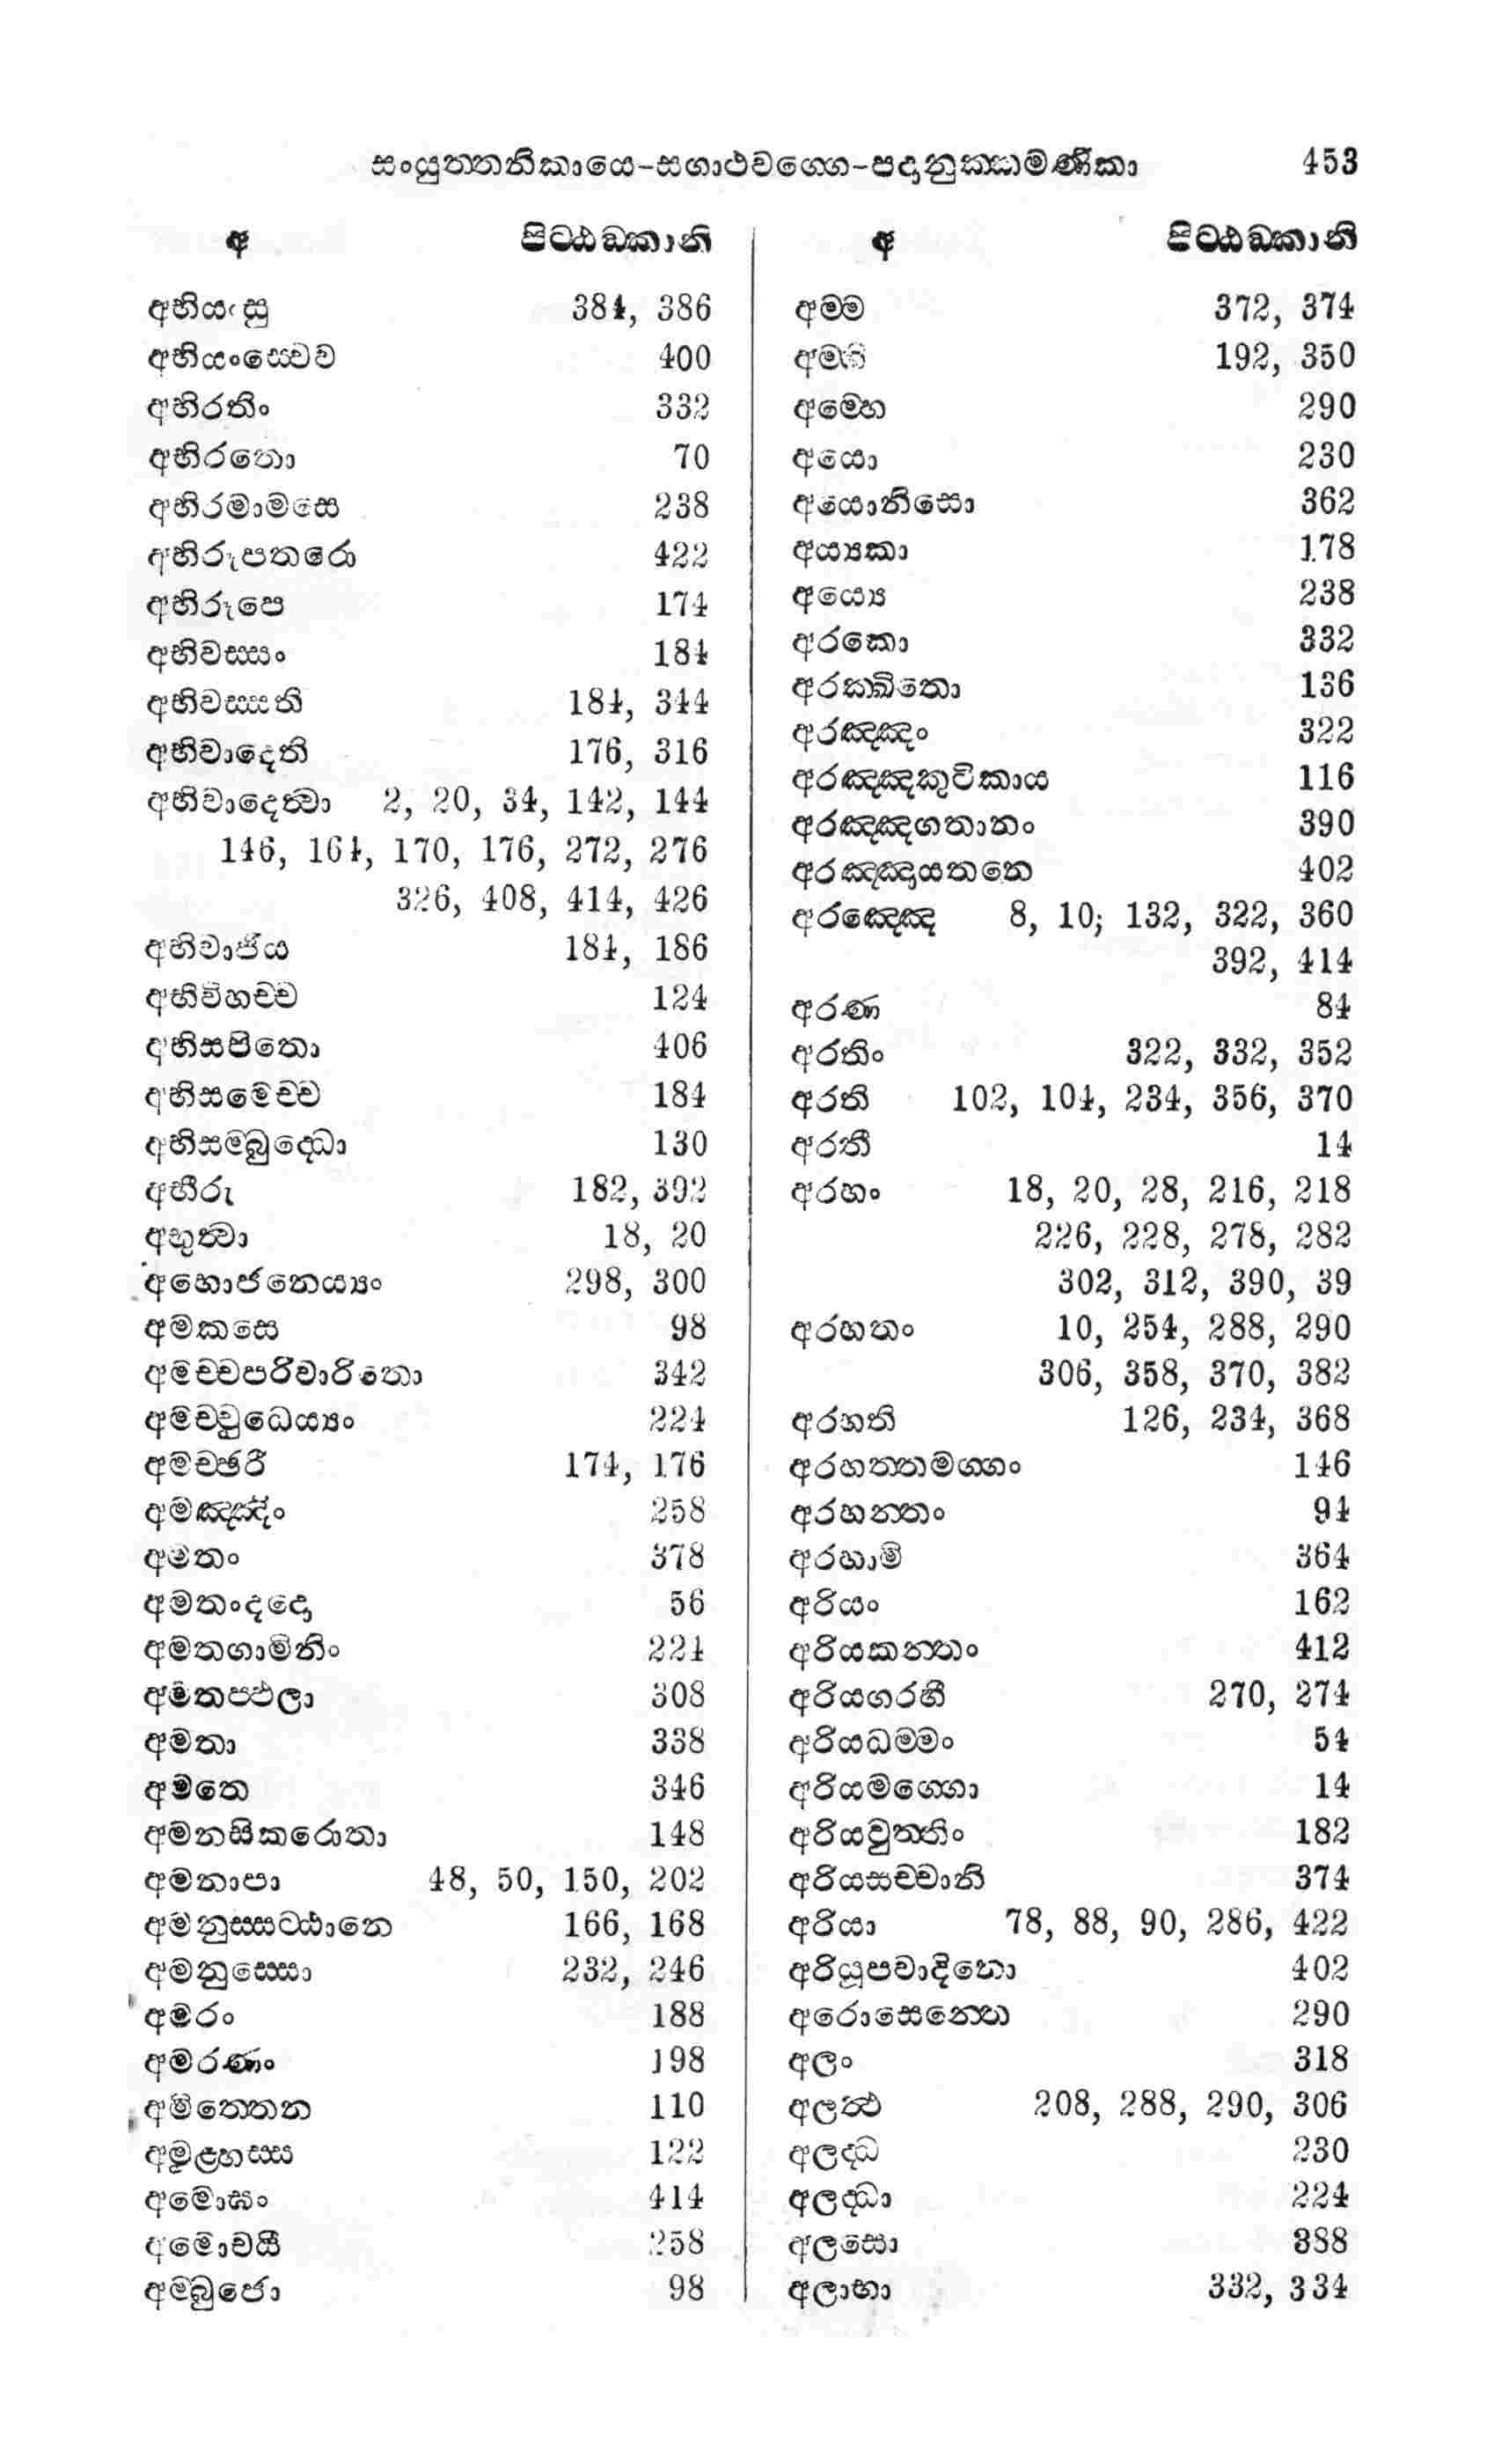 සංයුත්තනිකායෙ-සගාථවග්ගෙ-පදානුක්කමණිකා 453
අ පිට්ඨඞ්කානි
අභියංසු 384, 386
අභියංස්වෙව 400
අභිරතිං 332
අභිරතො 70
අභිරමාමසෙ 238
අභිරූපතරො 422
අභිරූපෙ 174
අභිවස්සං 184
අභිවස්සති 184, 344
අභිවාදෙති 176, 316
අභිවාදෙත්වා 2, 20, 34, 142, 144
146, 164, 170, 176, 272, 276
326, 408, 414, 426
අභිවාජිය 184, 186
අභිවිහච්ච 124
අභිසපිතො 406
අභිසමෙච්ච 184
අභිසම්බුද්ධො 130
අභීරු 182, 392
අභුත්වා 18, 20
අභොජනෙය්‍යං 298, 300
අමකසෙ 98
අමච්චපරිවාරිතො 342
අමච්චුධෙය්‍යං 224
අමච්ඡරී 174, 176
අමඤ්ඤිං 258
අමතං 378
අමතංදදො 56
අමතගාමිනිං 224
අමතප්ඵලා 308
අමතා 338
අමතෙ 346
අමනසිකරොතා 148
අමනාපා 48, 50, 150, 202
අමනුස්සට්ඨානෙ 166, 168
අමනුස්සො 232, 246
අමරං 188
අමරණං 198
අමිත්තෙන 110
අමූළ්හස්ස 122
අමොඝං 414
අමොචයී 258
අම්බුජො 98
අ පිට්ඨඞ්කානි
අම්ම 372, 374
අම්හි 192, 350
අම්හෙ 290
අයො 230
අයොනිසො 362
අය්‍යකා 178
අය්‍යෙ 238
අරකො 332
අරක්ඛිතො 136
අරඤ්ඤං 322
අරඤ්ඤකුටිකාය 116
අරඤ්ඤගතානං 390
අරඤ්ඤායතනෙ 402
අරඤ්ඤෙ 8, 10; 132, 322, 360
392, 414
අරණ 84
අරතිං 322, 332, 352
අරති 102, 104, 234, 356, 370
අරතී 14
අරහං 18, 20, 28, 216, 218
226, 228, 278, 282
302, 312, 390, 39
අරහතං 10, 254, 288, 290
306, 358, 370, 382
අරහති 126, 234, 368
අරහත්තමග්ගං 146
අරහන්තං 94
අරහාමි 364
අරියං 162
අරියකන්තං 412
අරියගරහී 270, 274
අරියධම්මං 54
අරියමග්ගො 14
අරියවුත්තිං 182
අරියසච්චානි 374
අරියා 78, 88, 90, 286, 422
අරියූපවාදිනො 402
අරොසෙන්තො 290
අලං 318
අලත්ථ 208, 288, 290, 306
අලද්ධ 230
අලද්ධා 224
අලසො 388
අලාභා 332, 334